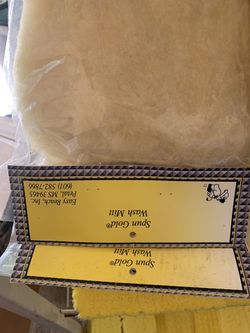 Spun Gold®
Wash Mitt
Easy Reach, Inc.
Petal, MS 39465
(601) 582-7866
Spun Gold®
Wash Mitt